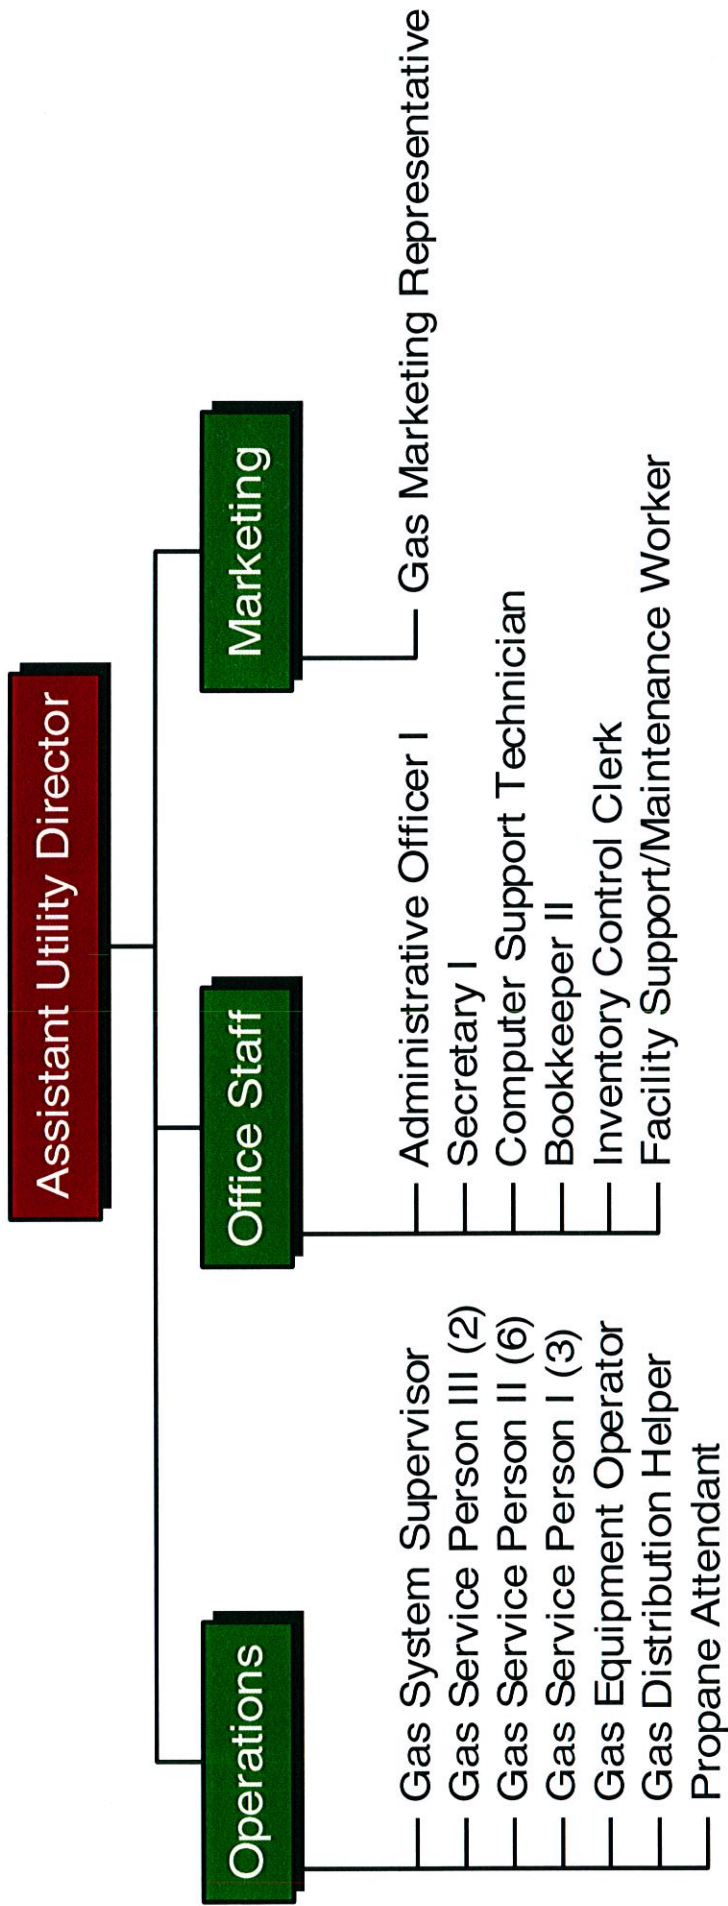 Assistant Utility Director
Operations
Gas System Supervisor
Gas Service Person III (2)
Gas Service Person II (6)
Gas Service Person I (3)
Gas Equipment Operator
Gas Distribution Helper
Propane Attendant
Office Staff
Administrative Officer I
Secretary I
Computer Support Technician
Bookkeeper II
Inventory Control Clerk
Facility Support/Maintenance Worker
Marketing
Gas Marketing Representative